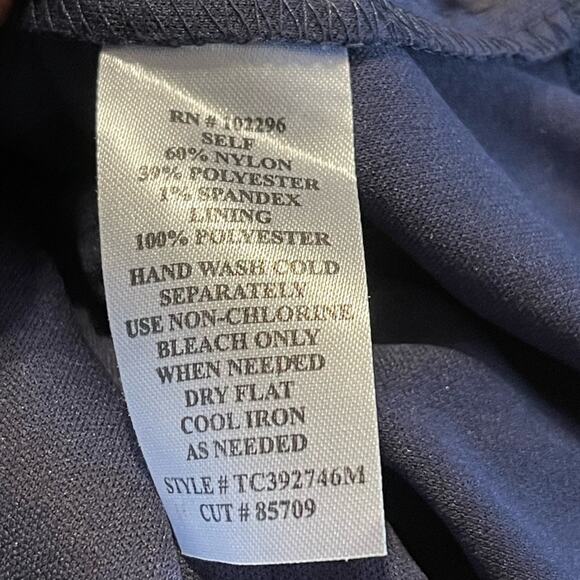 RN # 102296
SELF
60% NYLON
39% POLYESTER
1% SPANDEX
LINING
100% POLYESTER
HAND WASH COLD
SEPARATELY
USE NON-CHLORINE
BLEACH ONLY
WHEN NEEDED
DRY FLAT
COOL IRON
AS NEEDED
STYLE # TC392746M
CUT # 85709